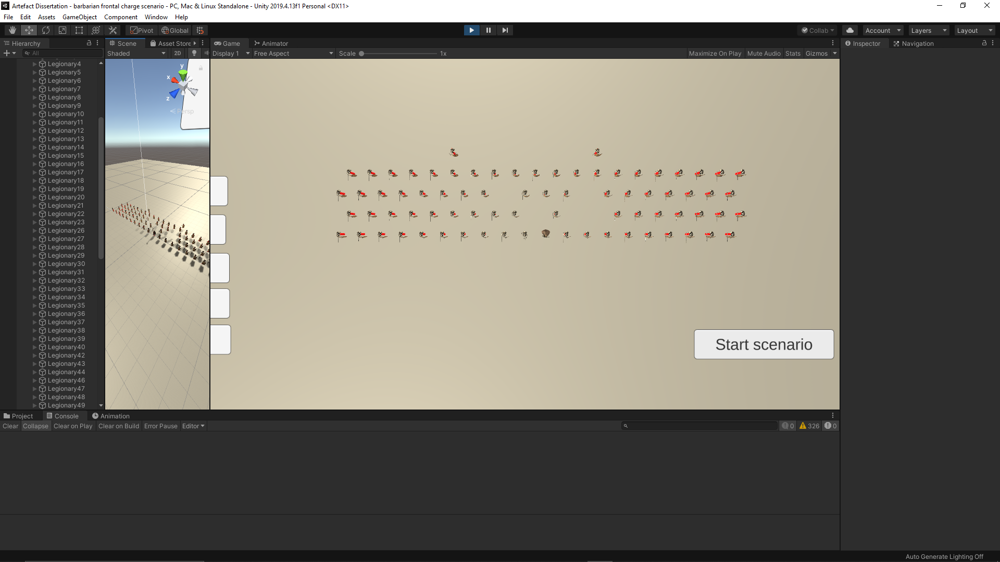 Artefact Dissertation - barbarian frontal charge scenario - PC, Mac & Linux Standalone - Unity 2019.4.13f1 Personal <DX11>
File Edit Assets GameObject Component Window Help
Pivot Global Collab Account Layers Layout
Hierarchy Scene Asset Store Game Animator Inspector Navigation
All Shaded 2D Display 1 Free Aspect Scale 1x Maximize On Play Mute Audio Stats Gizmos
Legionary4
Legionary5
Legionary6
Legionary7
Legionary8
Legionary9
Legionary10
Legionary11
Legionary12
Legionary13
Legionary14
Legionary15
Legionary16
Legionary17
Legionary18
Legionary19
Legionary20
Legionary21
Legionary22
Legionary23
Legionary26
Legionary27
Legionary28
Legionary29
Legionary30
Legionary31
Legionary32
Legionary33
Legionary34
Legionary35
Legionary36
Legionary37
Legionary38
Legionary39
Legionary40
Legionary42
Legionary43
Legionary44
Legionary46
Legionary47
Legionary48
Legionary49
y
x
z
Persp
Start scenario
Project Console Animation
Clear Collapse Clear on Play Clear on Build Error Pause Editor 0 326 0
Auto Generate Lighting Off